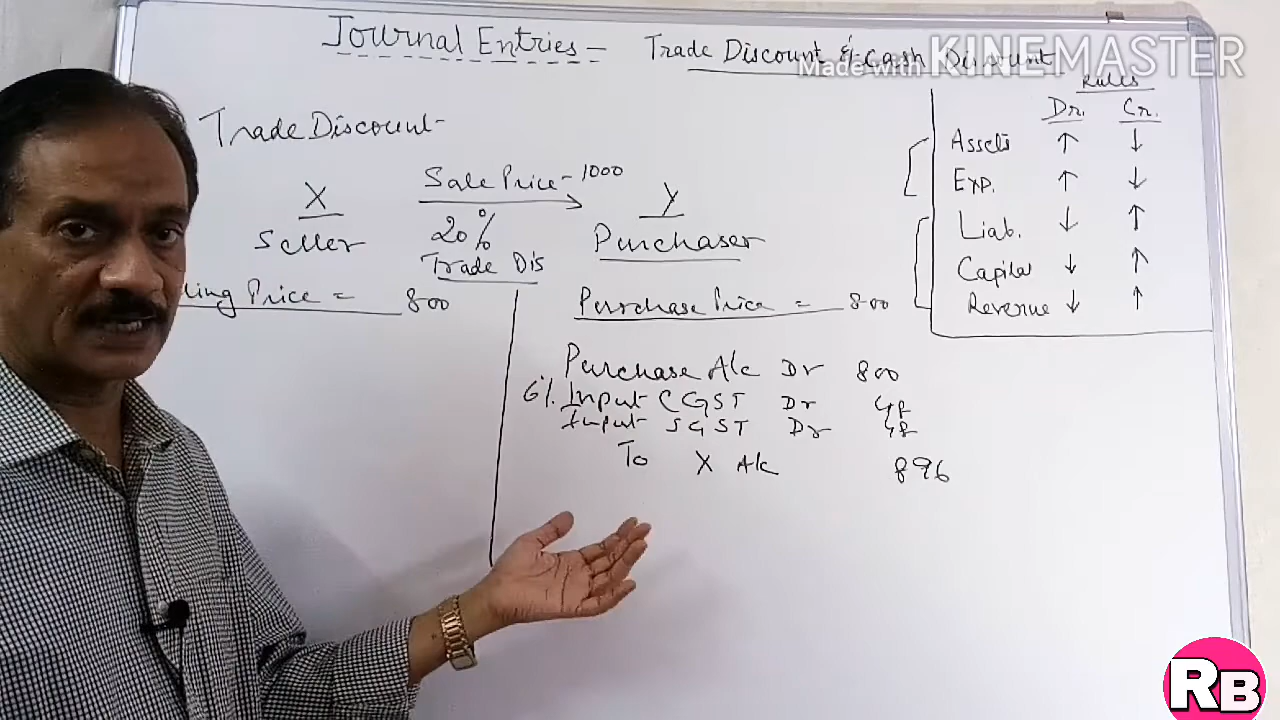 Journal Entries - Trade Discount & Cash Discount
Made with KINEMASTER
Rules
Dr. Cr.
Assets ↑ ↓
Exp. ↑ ↓
Liab. ↓ ↑
Capital ↓ ↑
Revenue ↓ ↑
Trade Discount-
X Sale Price - 1000 Y
Seller 20% Purchaser
Trade Dis
ling Price = 800
Purchase Price = 800
Purchase A/c Dr 800
6%. Input CGST Dr 48
Input SGST Dr 48
To X A/c 896
RB